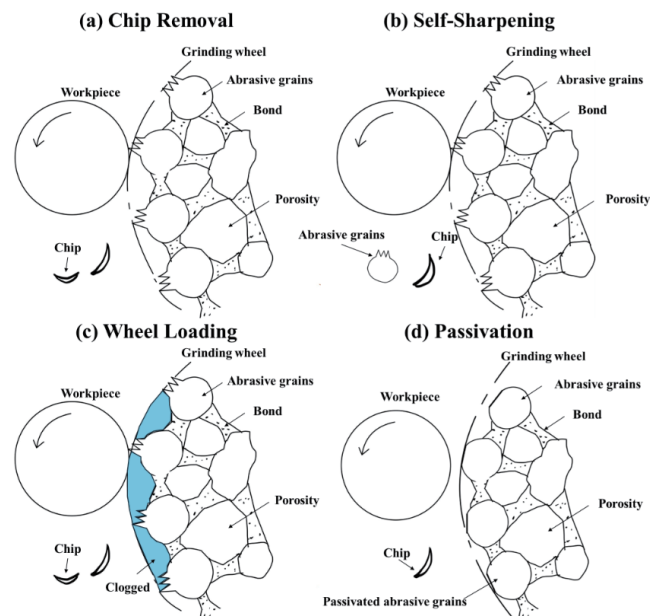 (a) Chip Removal
Grinding wheel
Workpiece
Abrasive grains
Bond
Porosity
Chip
(b) Self-Sharpening
Grinding wheel
Workpiece
Abrasive grains
Bond
Porosity
Abrasive grains
Chip
(c) Wheel Loading
Grinding wheel
Workpiece
Abrasive grains
Bond
Porosity
Chip
Clogged
(d) Passivation
Grinding wheel
Workpiece
Abrasive grains
Bond
Porosity
Chip
Passivated abrasive grains